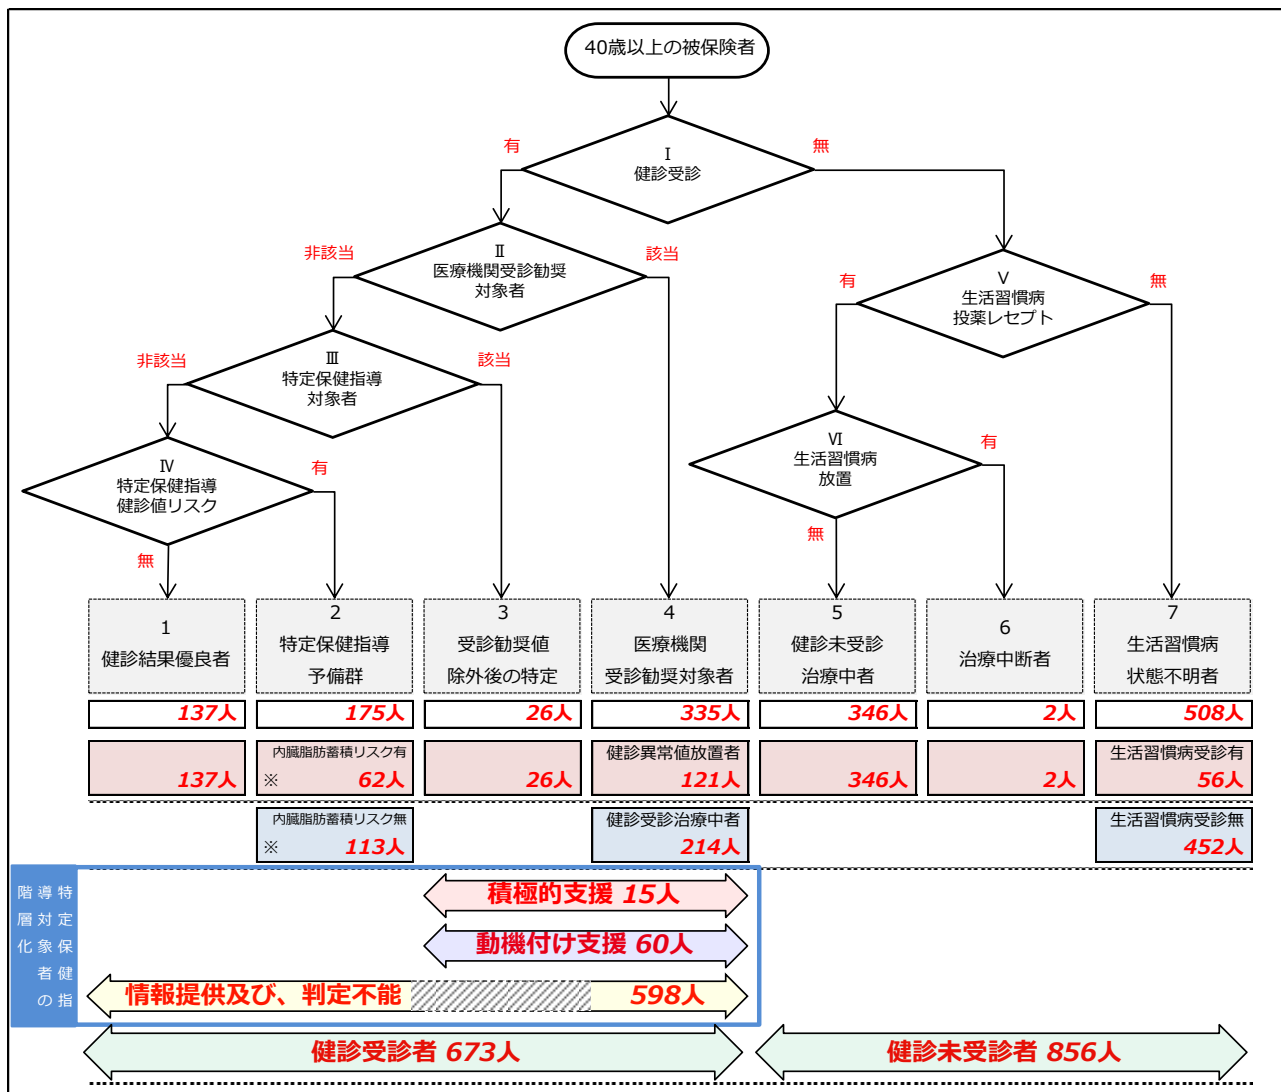 40歳以上の被保険者
Ⅰ
健診受診
有
無
Ⅱ
医療機関受診勧奨
対象者
非該当
該当
Ⅴ
生活習慣病
投薬レセプト
有
無
Ⅲ
特定保健指導
対象者
非該当
該当
Ⅵ
生活習慣病
放置
有
無
Ⅳ
特定保健指導
健診値リスク
有
無
1
健診結果優良者
2
特定保健指導
予備群
3
受診勧奨値
除外後の特定
4
医療機関
受診勧奨対象者
5
健診未受診
治療中者
6
治療中断者
7
生活習慣病
状態不明者
137人
175人
26人
335人
346人
2人
508人
137人
内臓脂肪蓄積リスク有
※ 62人
26人
健診異常値放置者
121人
346人
2人
生活習慣病受診有
56人
内臓脂肪蓄積リスク無
※ 113人
健診受診治療中者
214人
生活習慣病受診無
452人
特定保健指
導対象者の
階層化
積極的支援 15人
動機付け支援 60人
情報提供及び、判定不能 598人
健診受診者 673人
健診未受診者 856人